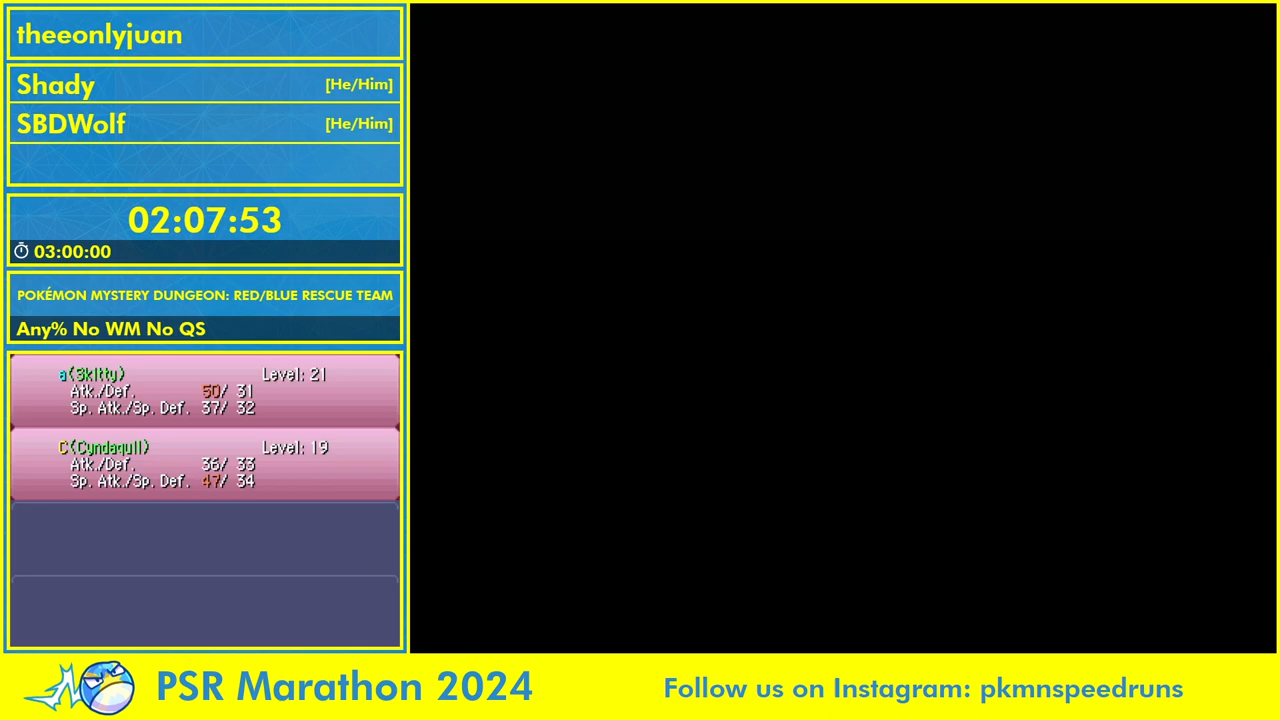 theeonlyjuan
Shady [He/Him]
SBDWolf [He/Him]
02:07:53
03:00:00
POKÉMON MYSTERY DUNGEON: RED/BLUE RESCUE TEAM
Any% No WM No QS
a(Skitty) Level: 21
Atk./Def. 50/ 31
Sp. Atk./Sp. Def. 37/ 32
C(Cyndaquil) Level: 19
Atk./Def. 36/ 33
Sp. Atk./Sp. Def. 47/ 34
PSR Marathon 2024
Follow us on Instagram: pkmnspeedruns